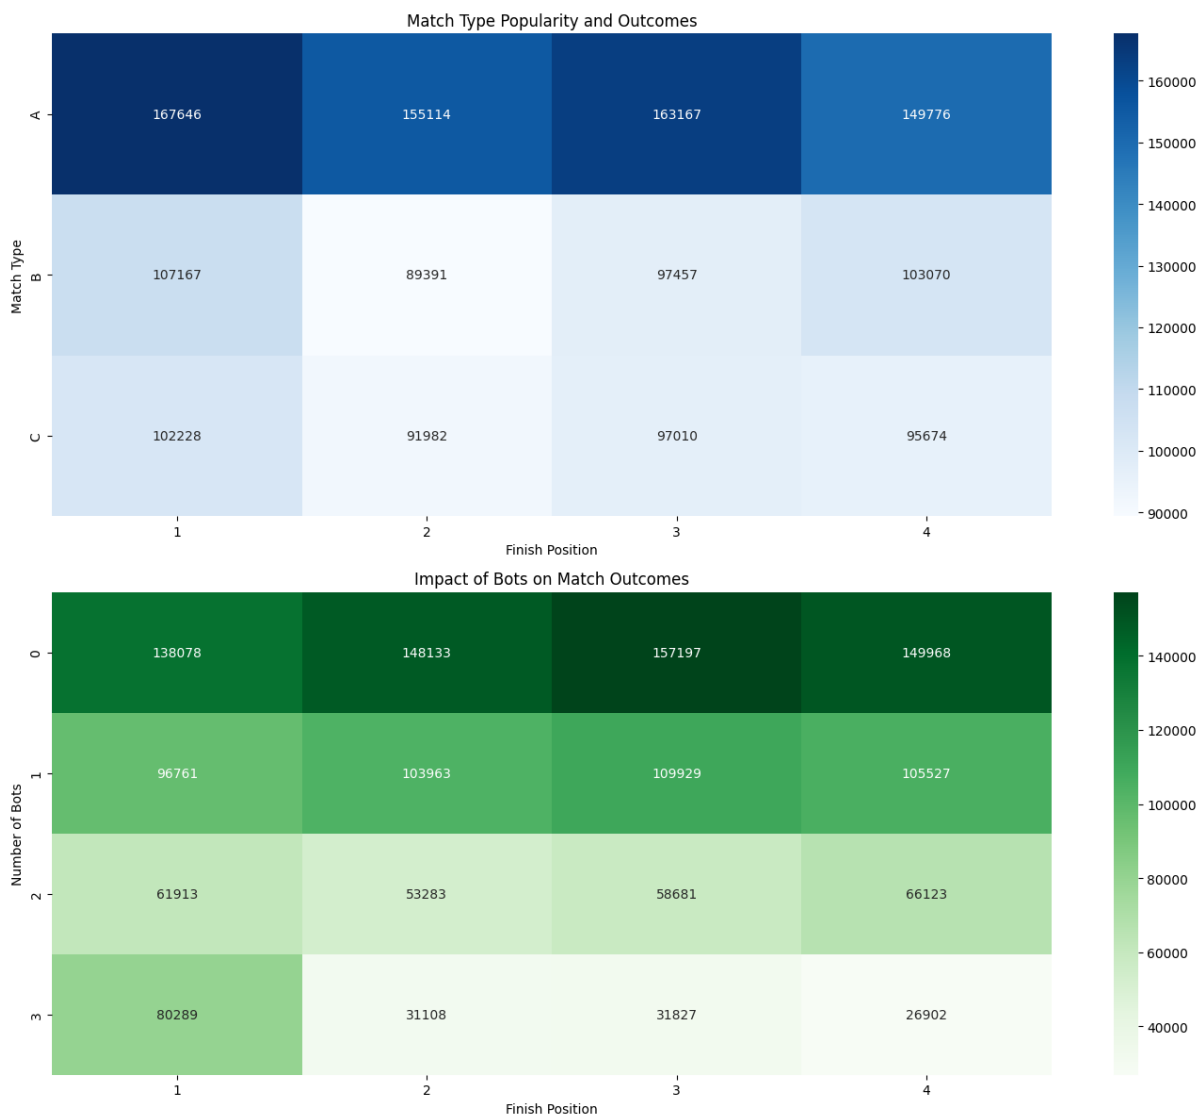 Match Type Popularity and Outcomes
Match Type
A
167646 155114 163167 149776
B
107167 89391 97457 103070
C
102228 91982 97010 95674
1 2 3 4
Finish Position
160000
150000
140000
130000
120000
110000
100000
90000
Impact of Bots on Match Outcomes
Number of Bots
0
138078 148133 157197 149968
1
96761 103963 109929 105527
2
61913 53283 58681 66123
3
80289 31108 31827 26902
1 2 3 4
Finish Position
140000
120000
100000
80000
60000
40000